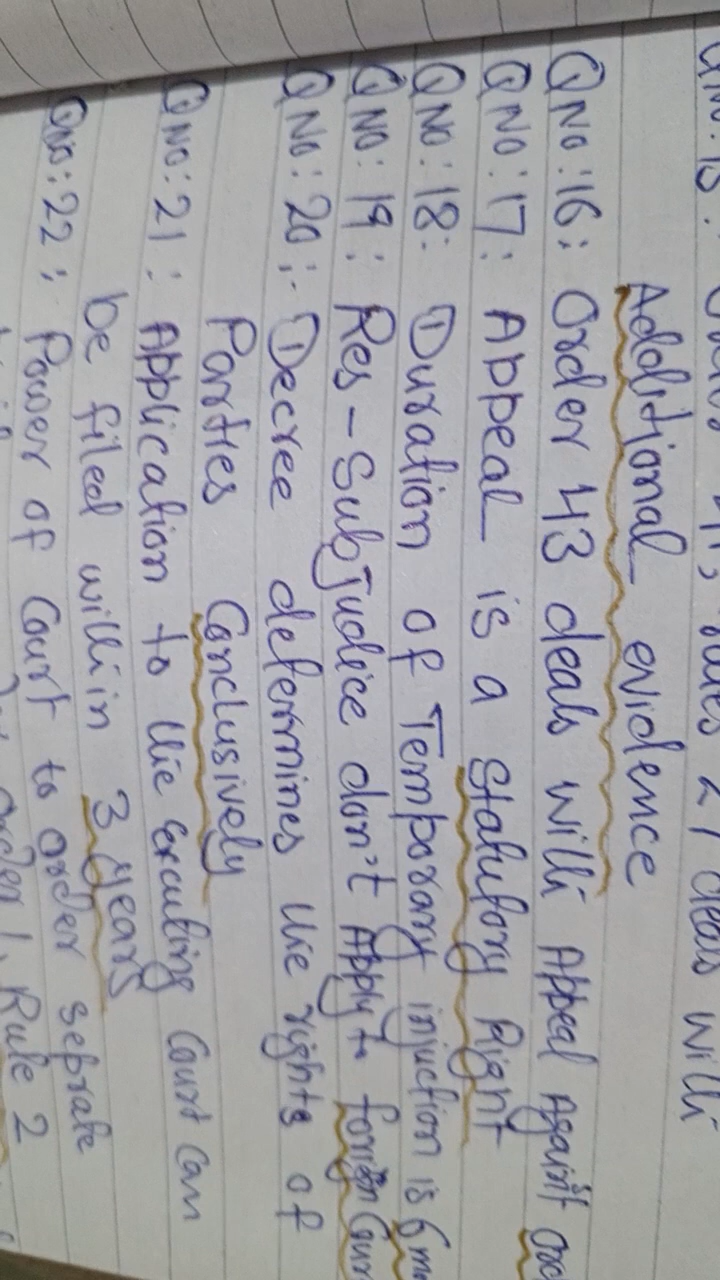 Additional evidence
Q NO: 16: Order 43 deals with Appeal Against
Q NO: 17: Appeal is a Statutory Right
Q NO: 18: Duration of Temporary injuction is 6
Q NO: 19: Res-Subjudice don't Apply to forign
Q NO: 20: Decree determines the rights of
Parties Conclusively
Q NO: 21: Application to the excuting Court can
be filed within 3 years
Q NO: 22: Power of Court to order seprate
Rule 2